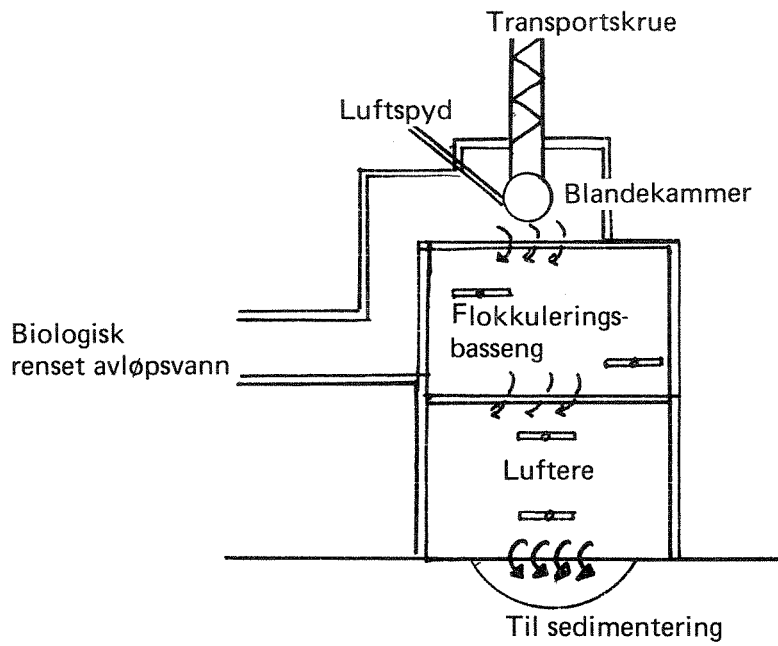 Transportskrue
Luftspyd
Blandekammer
Biologisk
renset avløpsvann
Flokkulerings-
basseng
Luftere
Til sedimentering